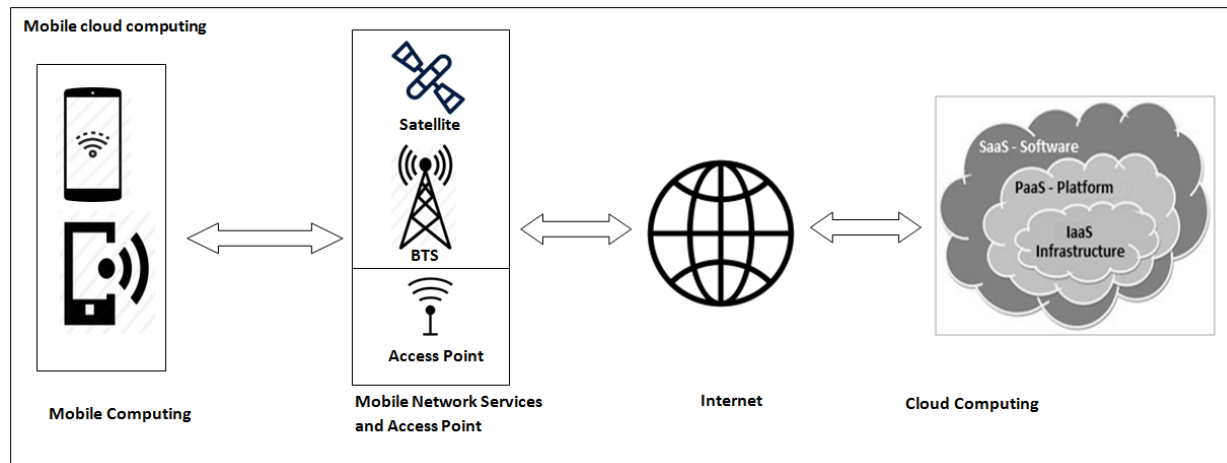 Mobile cloud computing
Satellite
BTS
Access Point
SaaS - Software
PaaS - Platform
IaaS
Infrastructure
Mobile Computing
Mobile Network Services
and Access Point
Internet
Cloud Computing